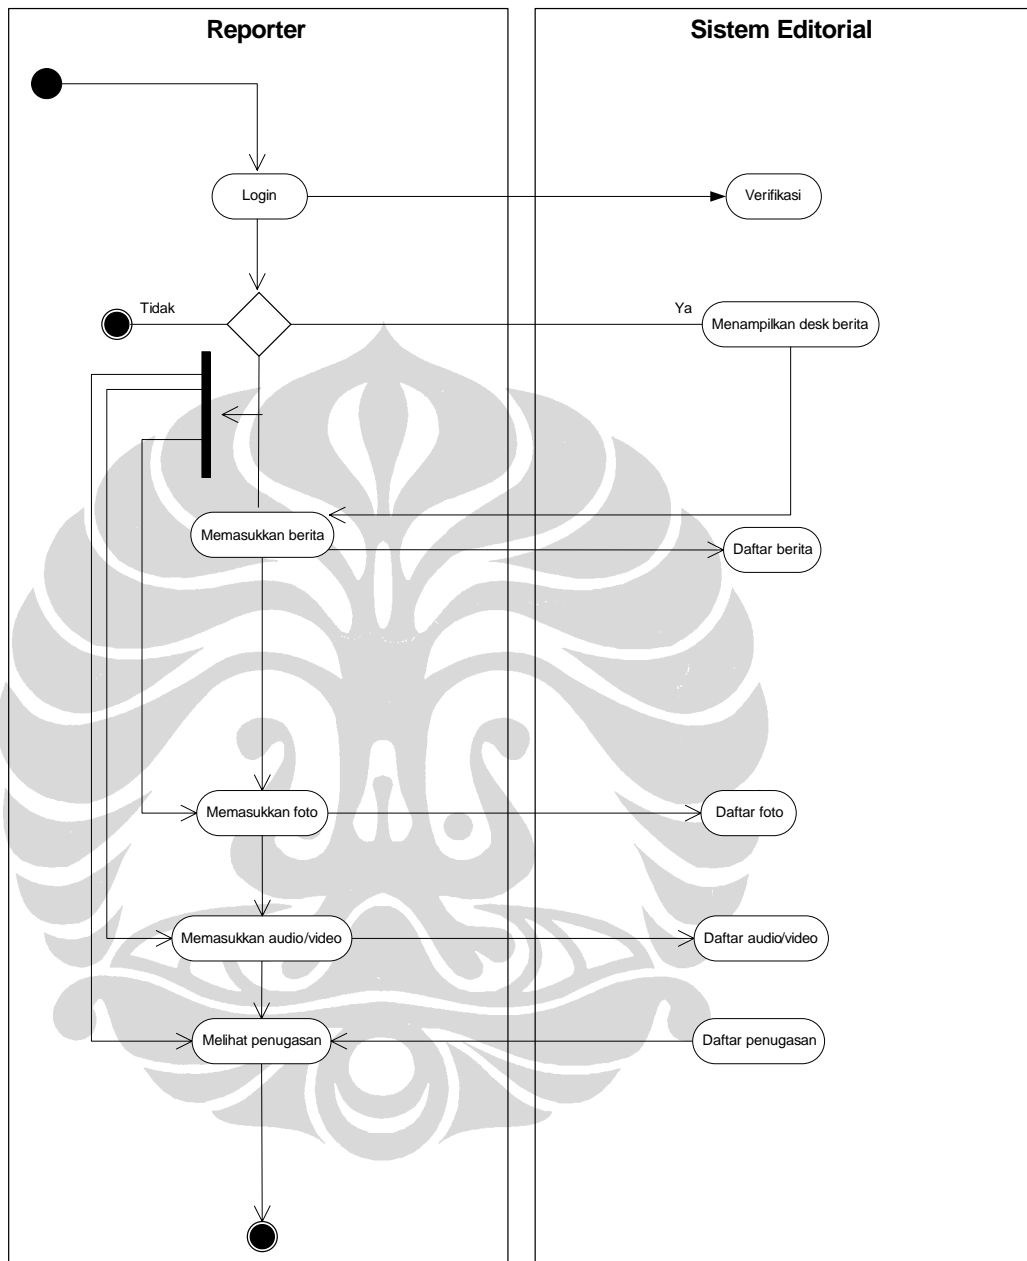 Reporter
Sistem Editorial
Login
Verifikasi
Tidak
Ya
Menampilkan desk berita
Memasukkan berita
Daftar berita
Memasukkan foto
Daftar foto
Memasukkan audio/video
Daftar audio/video
Melihat penugasan
Daftar penugasan